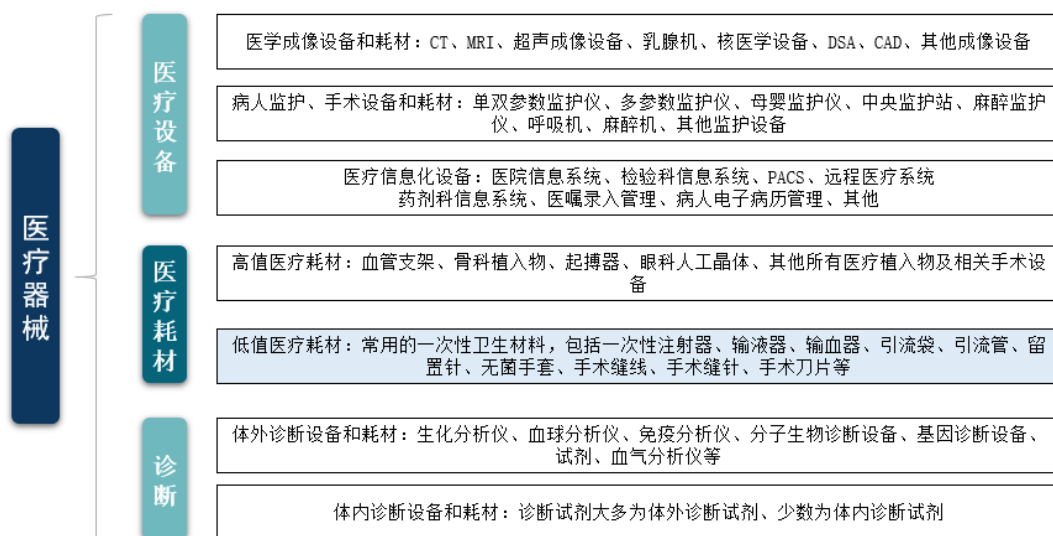 医疗器械
医疗设备
医学成像设备和耗材：CT、MRI、超声成像设备、乳腺机、核医学设备、DSA、CAD、其他成像设备
病人监护、手术设备和耗材：单双参数监护仪、多参数监护仪、母婴监护仪、中央监护站、麻醉监护
仪、呼吸机、麻醉机、其他监护设备
医疗信息化设备：医院信息系统、检验科信息系统、PACS、远程医疗系统
药剂科信息系统、医嘱录入管理、病人电子病历管理、其他
医疗耗材
高值医疗耗材：血管支架、骨科植入物、起搏器、眼科人工晶体、其他所有医疗植入物及相关手术设
备
低值医疗耗材：常用的一次性卫生材料，包括一次性注射器、输液器、输血器、引流袋、引流管、留
置针、无菌手套、手术缝线、手术缝针、手术刀片等
诊断
体外诊断设备和耗材：生化分析仪、血球分析仪、免疫分析仪、分子生物诊断设备、基因诊断设备、
试剂、血气分析仪等
体内诊断设备和耗材：诊断试剂大多为体外诊断试剂、少数为体内诊断试剂